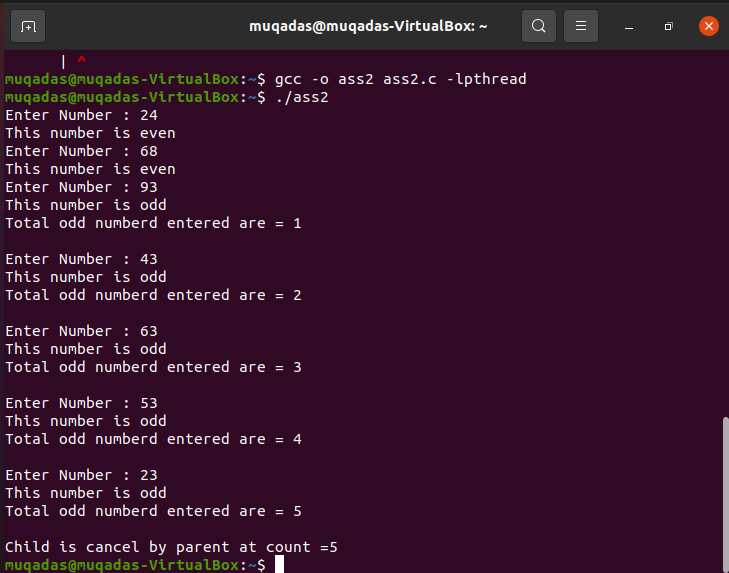 muqadas@muqadas-VirtualBox: ~
| ^
muqadas@muqadas-VirtualBox:~$ gcc -o ass2 ass2.c -lpthread
muqadas@muqadas-VirtualBox:~$ ./ass2
Enter Number : 24
This number is even
Enter Number : 68
This number is even
Enter Number : 93
This number is odd
Total odd numberd entered are = 1
Enter Number : 43
This number is odd
Total odd numberd entered are = 2
Enter Number : 63
This number is odd
Total odd numberd entered are = 3
Enter Number : 53
This number is odd
Total odd numberd entered are = 4
Enter Number : 23
This number is odd
Total odd numberd entered are = 5
Child is cancel by parent at count =5
muqadas@muqadas-VirtualBox:~$